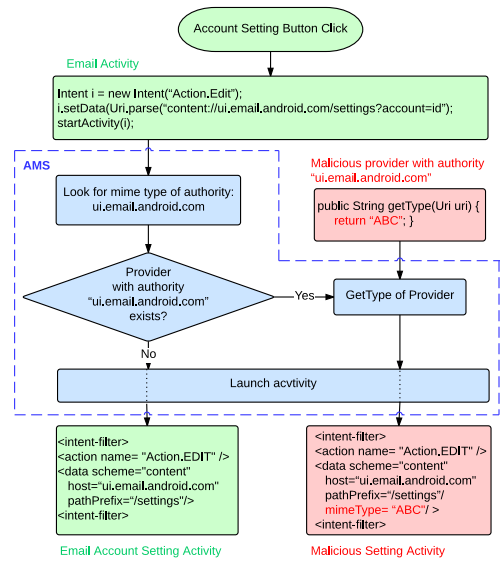 Account Setting Button Click
Email Activity
Intent i = new Intent("Action.Edit");
i.setData(Uri.parse("content://ui.email.android.com/settings?account=id");
startActivity(i);
AMS
Malicious provider with authority
"ui.email.android.com"
Look for mime type of authority:
ui.email.android.com
public String getType(Uri uri) {
return "ABC"; }
Provider
with authority
"ui.email.android.com"
exists?
Yes
GetType of Provider
No
Launch acvtivity
<intent-filter>
<action name= "Action.EDIT" />
<data scheme="content"
host="ui.email.android.com"
pathPrefix="/settings"/>
<intent-filter>
Email Account Setting Activity
<intent-filter>
<action name= "Action.EDIT" />
<data scheme="content"
host="ui.email.android.com"
pathPrefix="/settings"/
mimeType= "ABC"/ >
<intent-filter>
Malicious Setting Activity